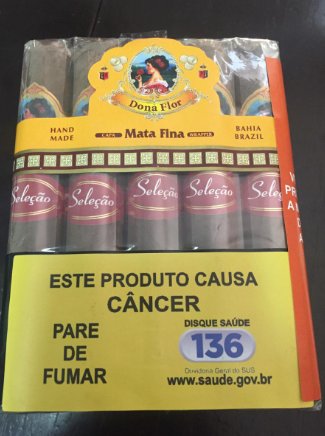 Dona Flor
HAND MADE
CAPA Mata Fina WRAPPER
BAHIA BRAZIL
Seleção Seleção Seleção Seleção Seleção
ESTE PRODUTO CAUSA
CÂNCER
PARE
DE
FUMAR
DISQUE SAÚDE
136
Ouvidoria Geral do SUS
www.saude.gov.br